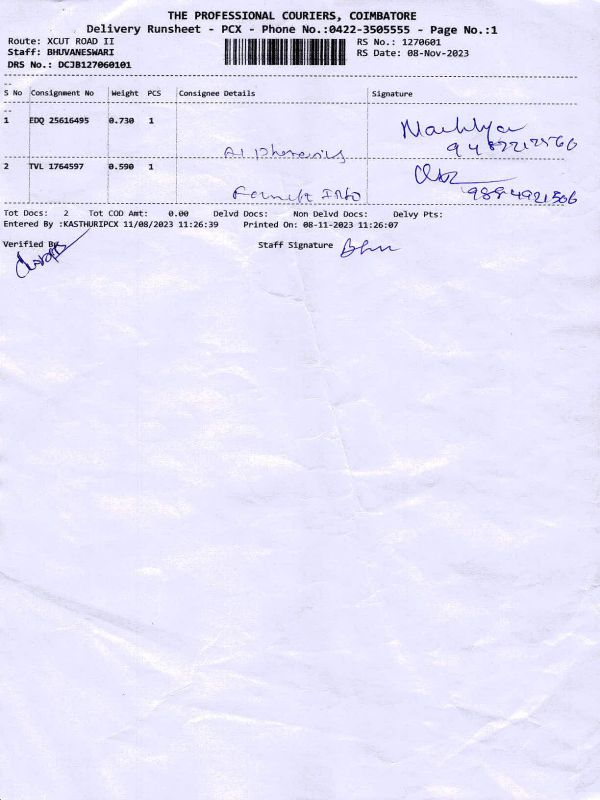 THE PROFESSIONAL COURIERS, COIMBATORE
Delivery Runsheet - PCX - Phone No.:0422-3505555 - Page No.:1
Route: XCUT ROAD II
RS No.: 1270601
Staff: BHUVANESWARI
RS Date: 08-Nov-2023
DRS No.: DCJB127060101
S No Consignment No Weight PCS Consignee Details Signature
1 EDQ 25616495 0.730 1
2 TVL 1764597 0.590 1
9894921506
Tot Docs: 2 Tot COD Amt: 0.00 Delvd Docs: Non Delvd Docs: Delvy Pts:
Entered By :KASTHURIPCX 11/08/2023 11:26:39 Printed On: 08-11-2023 11:26:07
Verified By
Staff Signature